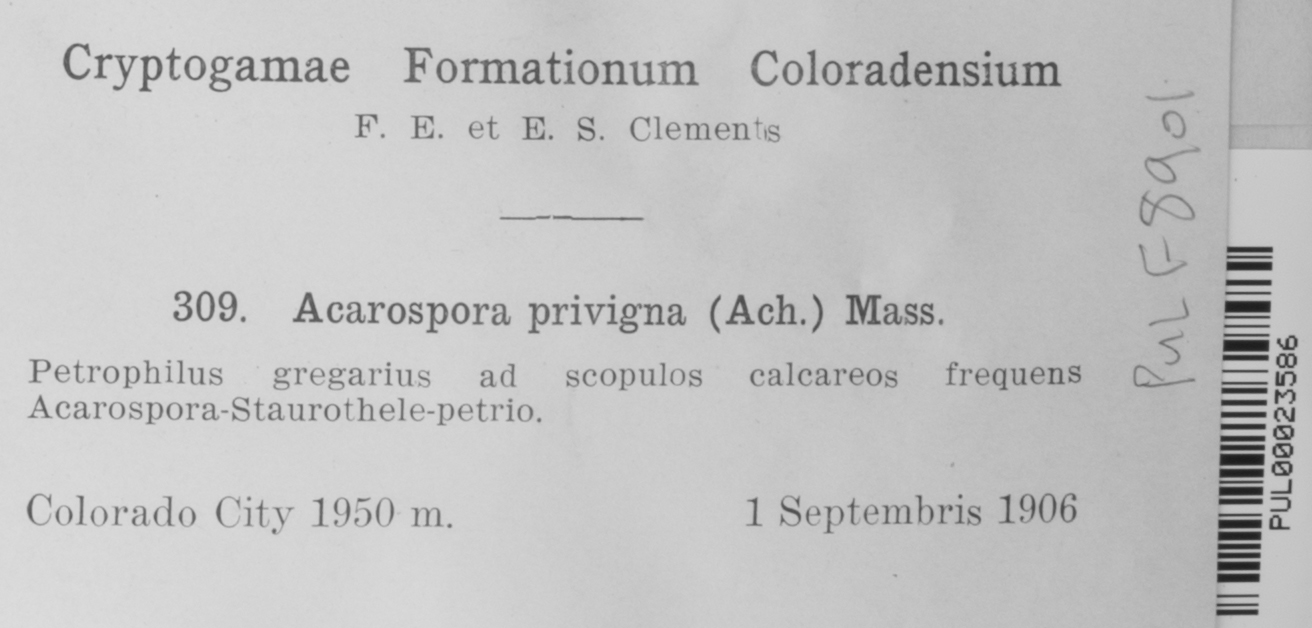 Cryptogamae Formationum Coloradensium
F. E. et E. S. Clements
309. Acarospora privigna (Ach.) Mass.
Petrophilus gregarius ad scopulos calcareos frequens
Acarospora-Staurothele-petrio.
Colorado City 1950 m.
1 Septembris 1906
PUL F8901
PUL00023586